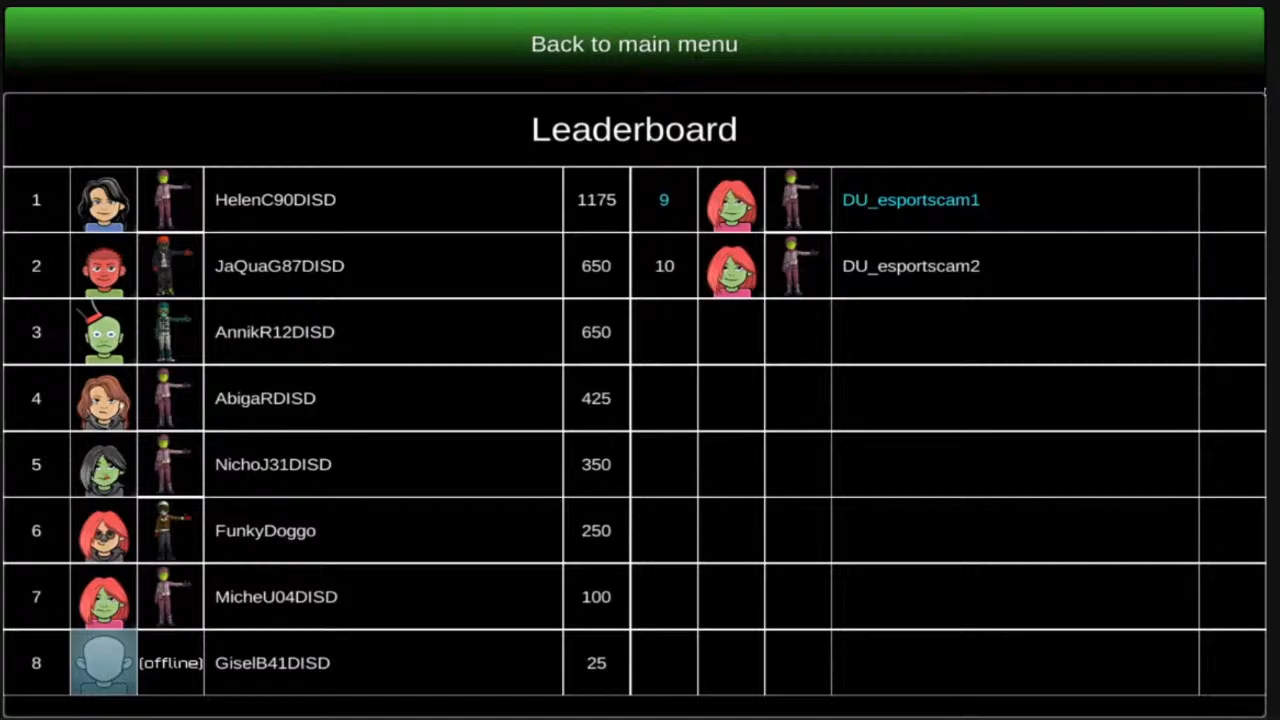 Back to main menu
Leaderboard
1 HelenC90DISD 1175 9 DU_esportscam1
2 JaQuaG87DISD 650 10 DU_esportscam2
3 AnnikR12DISD 650
4 AbigaRDISD 425
5 NichoJ31DISD 350
6 FunkyDoggo 250
7 MicheU04DISD 100
8 (offline) GiselB41DISD 25